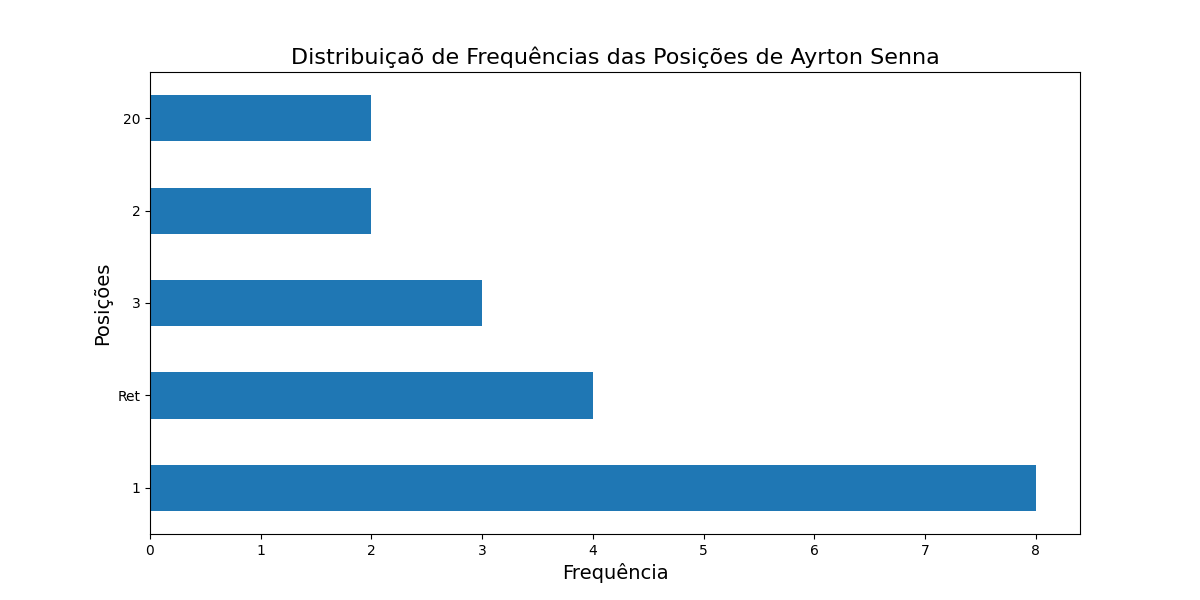 Distribuiçaõ de Frequências das Posições de Ayrton Senna
20
2
3
Ret
1
Posições
0 1 2 3 4 5 6 7 8
Frequência